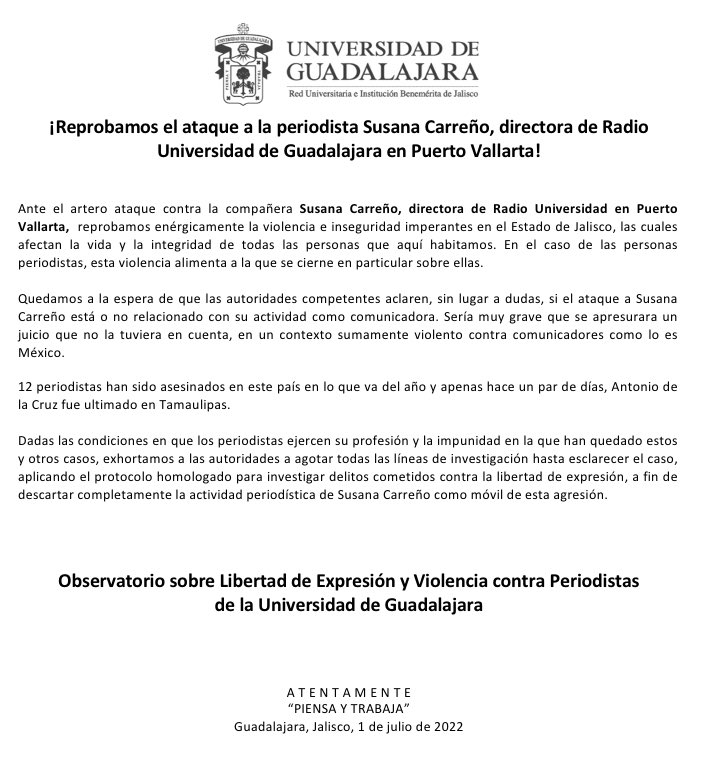 UNIVERSIDAD DE
GUADALAJARA
Red Universitaria e Institución Benemérita de Jalisco
¡Reprobamos el ataque a la periodista Susana Carreño, directora de Radio
Universidad de Guadalajara en Puerto Vallarta!
Ante el artero ataque contra la compañera Susana Carreño, directora de Radio Universidad en Puerto
Vallarta, reprobamos enérgicamente la violencia e inseguridad imperantes en el Estado de Jalisco, las cuales
afectan la vida y la integridad de todas las personas que aquí habitamos. En el caso de las personas
periodistas, esta violencia alimenta a la que se cierne en particular sobre ellas.
Quedamos a la espera de que las autoridades competentes aclaren, sin lugar a dudas, si el ataque a Susana
Carreño está o no relacionado con su actividad como comunicadora. Sería muy grave que se apresurara un
juicio que no la tuviera en cuenta, en un contexto sumamente violento contra comunicadores como lo es
México.
12 periodistas han sido asesinados en este país en lo que va del año y apenas hace un par de días, Antonio de
la Cruz fue ultimado en Tamaulipas.
Dadas las condiciones en que los periodistas ejercen su profesión y la impunidad en la que han quedado estos
y otros casos, exhortamos a las autoridades a agotar todas las líneas de investigación hasta esclarecer el caso,
aplicando el protocolo homologado para investigar delitos cometidos contra la libertad de expresión, a fin de
descartar completamente la actividad periodística de Susana Carreño como móvil de esta agresión.
Observatorio sobre Libertad de Expresión y Violencia contra Periodistas
de la Universidad de Guadalajara
A T E N T A M E N T E
“PIENSA Y TRABAJA”
Guadalajara, Jalisco, 1 de julio de 2022